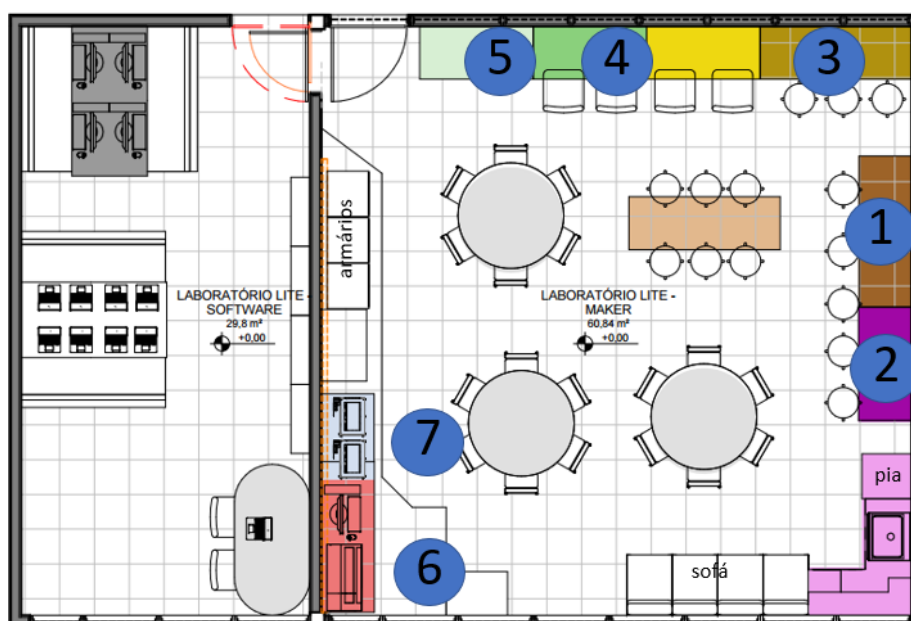 5
4
3
armários
1
LABORATÓRIO LITE -
SOFTWARE
29,8 m²
+0,00
LABORATÓRIO LITE -
MAKER
60,84 m²
+0,00
2
7
pia
6
sofá